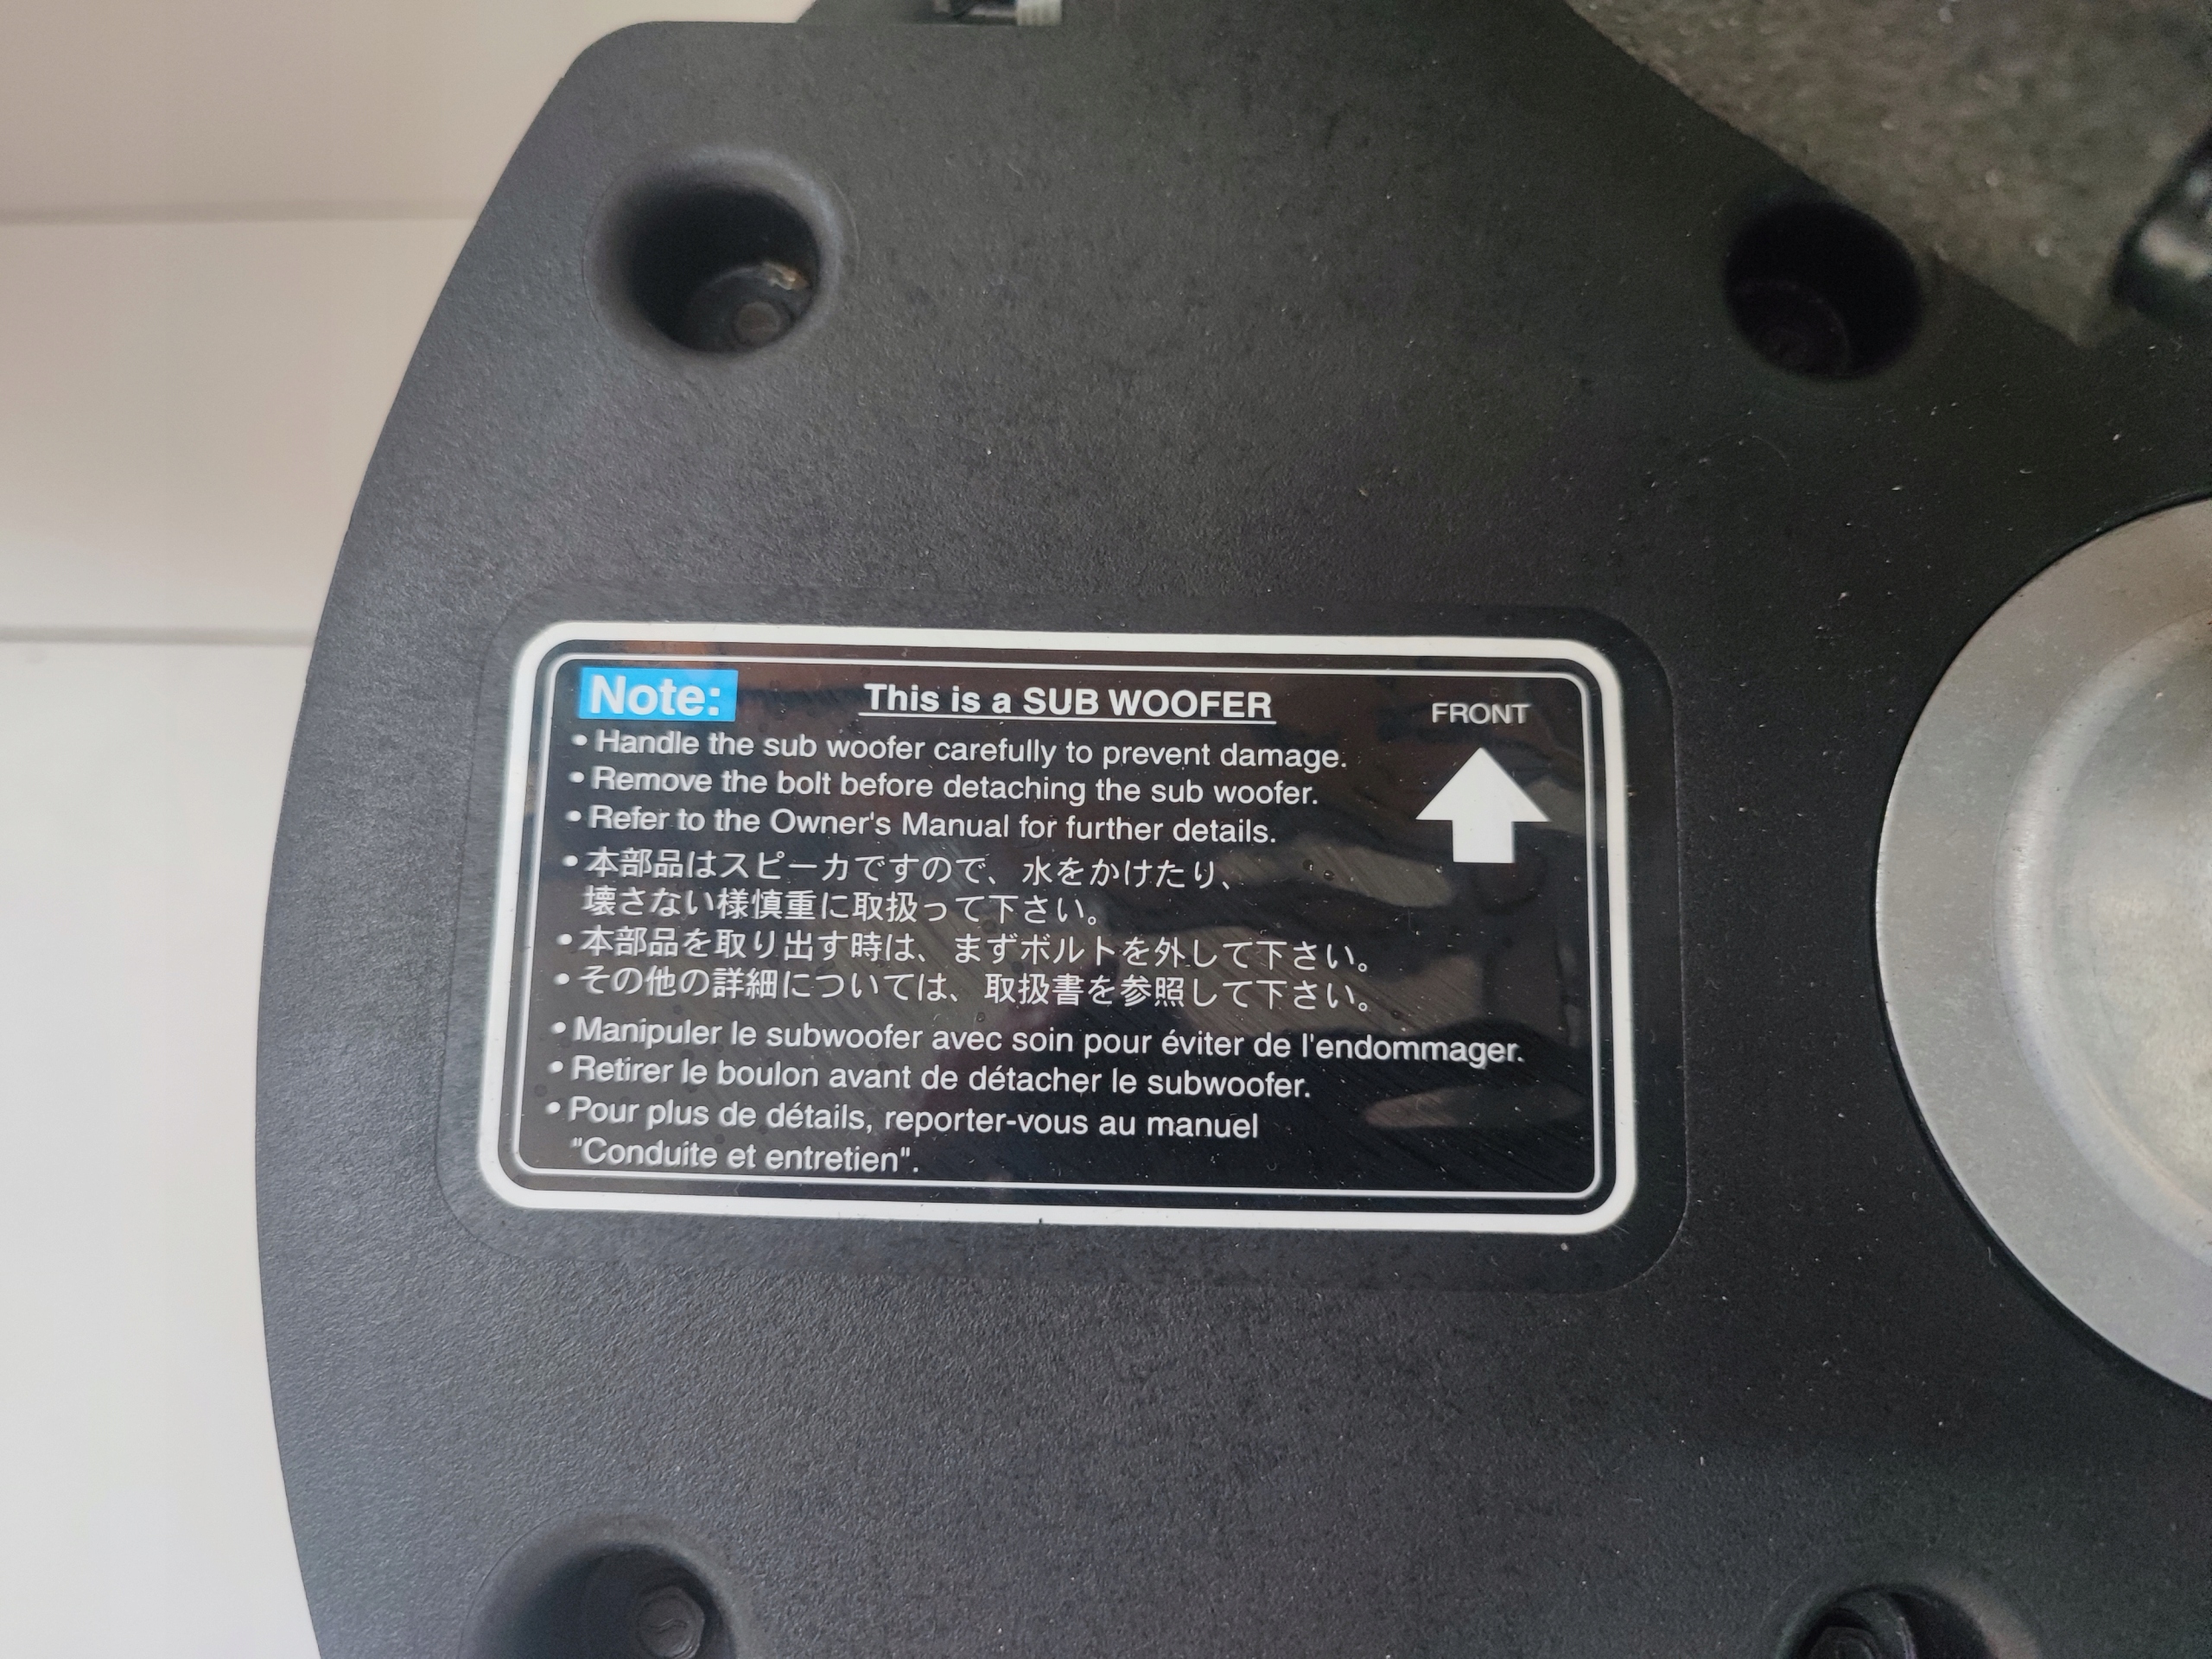 Note:
This is a SUB WOOFER
FRONT
• Handle the sub woofer carefully to prevent damage.
• Remove the bolt before detaching the sub woofer.
• Refer to the Owner's Manual for further details.
• 本部品はスピーカですので、水をかけたり、
壊さない様慎重に取扱って下さい。
• 本部品を取り出す時は、まずボルトを外して下さい。
• その他の詳細については、取扱書を参照して下さい。
• Manipuler le subwoofer avec soin pour éviter de l'endommager.
• Retirer le boulon avant de détacher le subwoofer.
• Pour plus de détails, reporter-vous au manuel
"Conduite et entretien".